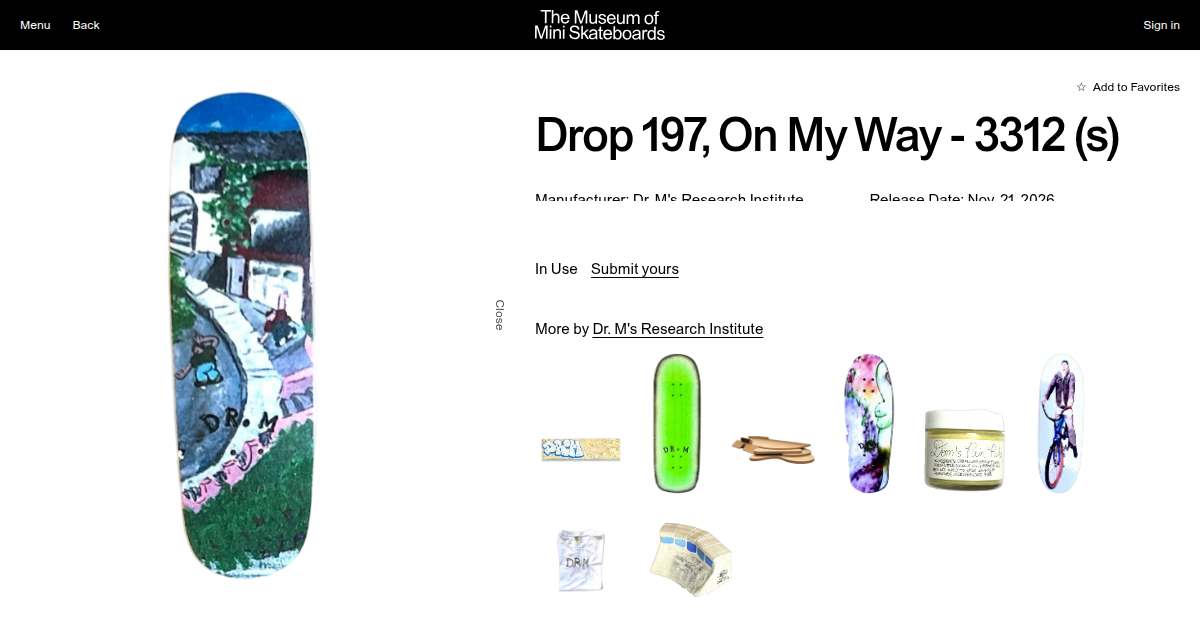 Menu
Back
The Museum of
Mini Skateboards
Sign in
☆ Add to Favorites
Drop 197, On My Way - 3312 (s)
Manufacturer: Dr. M's Research Institute
Release Date: Nov. 21, 2026
In Use
Submit yours
Close
More by Dr. M's Research Institute
DR. M
DR. M
DRM